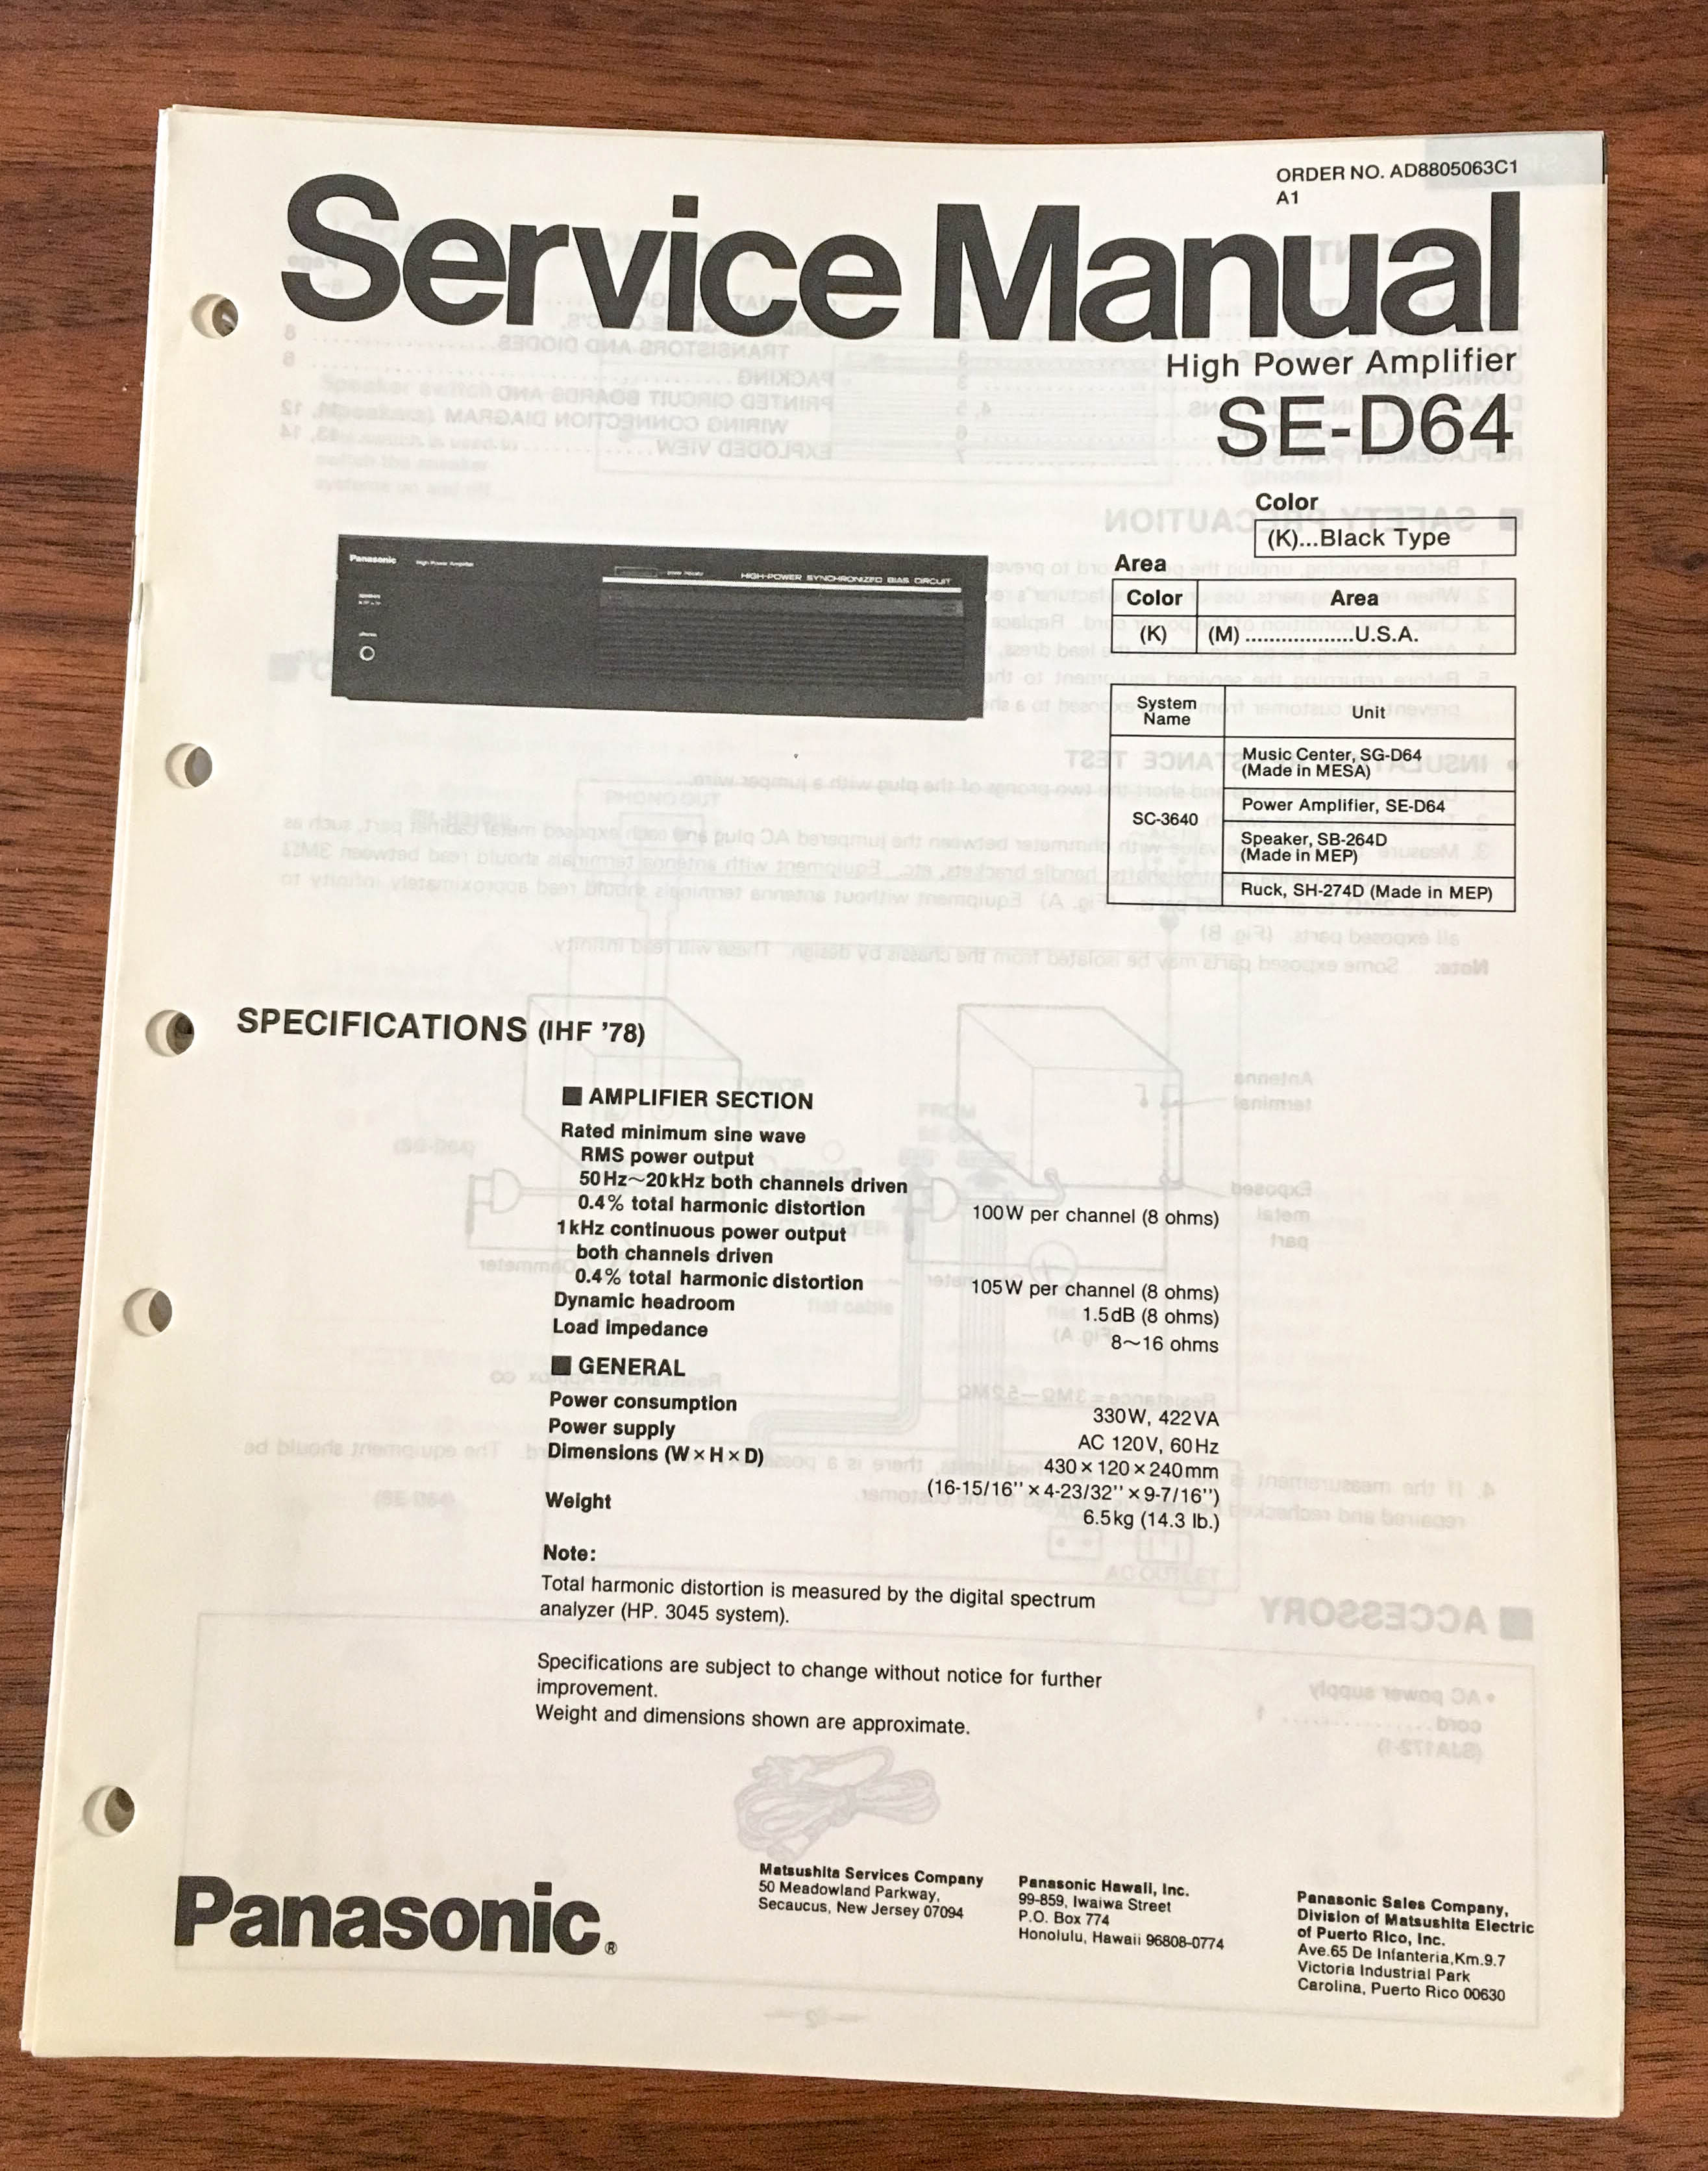 ORDER NO. AD8805063C1
A1
Service Manual
High Power Amplifier
SE-D64
Color
(K)...Black Type
Area
Color Area
(K) (M) ..................U.S.A.
Panasonic High Power Amplifier
HIGH-POWER SYNCHRONIZED BIAS CIRCUIT
System
Name
Unit
SC-3640
Music Center, SG-D64
(Made in MESA)
Power Amplifier, SE-D64
Speaker, SB-264D
(Made in MEP)
Ruck, SH-274D (Made in MEP)
SPECIFICATIONS (IHF '78)
■ AMPLIFIER SECTION
Rated minimum sine wave
RMS power output
50Hz~20kHz both channels driven
0.4% total harmonic distortion 100W per channel (8 ohms)
1kHz continuous power output
both channels driven
0.4% total harmonic distortion 105W per channel (8 ohms)
Dynamic headroom 1.5dB (8 ohms)
Load impedance 8~16 ohms
■ GENERAL
Power consumption 330W, 422VA
Power supply AC 120V, 60Hz
Dimensions (W×H×D) 430×120×240mm
(16-15/16''×4-23/32''×9-7/16'')
Weight 6.5kg (14.3 lb.)
Note:
Total harmonic distortion is measured by the digital spectrum
analyzer (HP. 3045 system).
Specifications are subject to change without notice for further
improvement.
Weight and dimensions shown are approximate.
Panasonic®
Matsushita Services Company
50 Meadowland Parkway,
Secaucus, New Jersey 07094
Panasonic Hawaii, Inc.
99-859, Iwaiwa Street
P.O. Box 774
Honolulu, Hawaii 96808-0774
Panasonic Sales Company,
Division of Matsushita Electric
of Puerto Rico, Inc.
Ave.65 De Infanteria,Km.9.7
Victoria Industrial Park
Carolina, Puerto Rico 00630